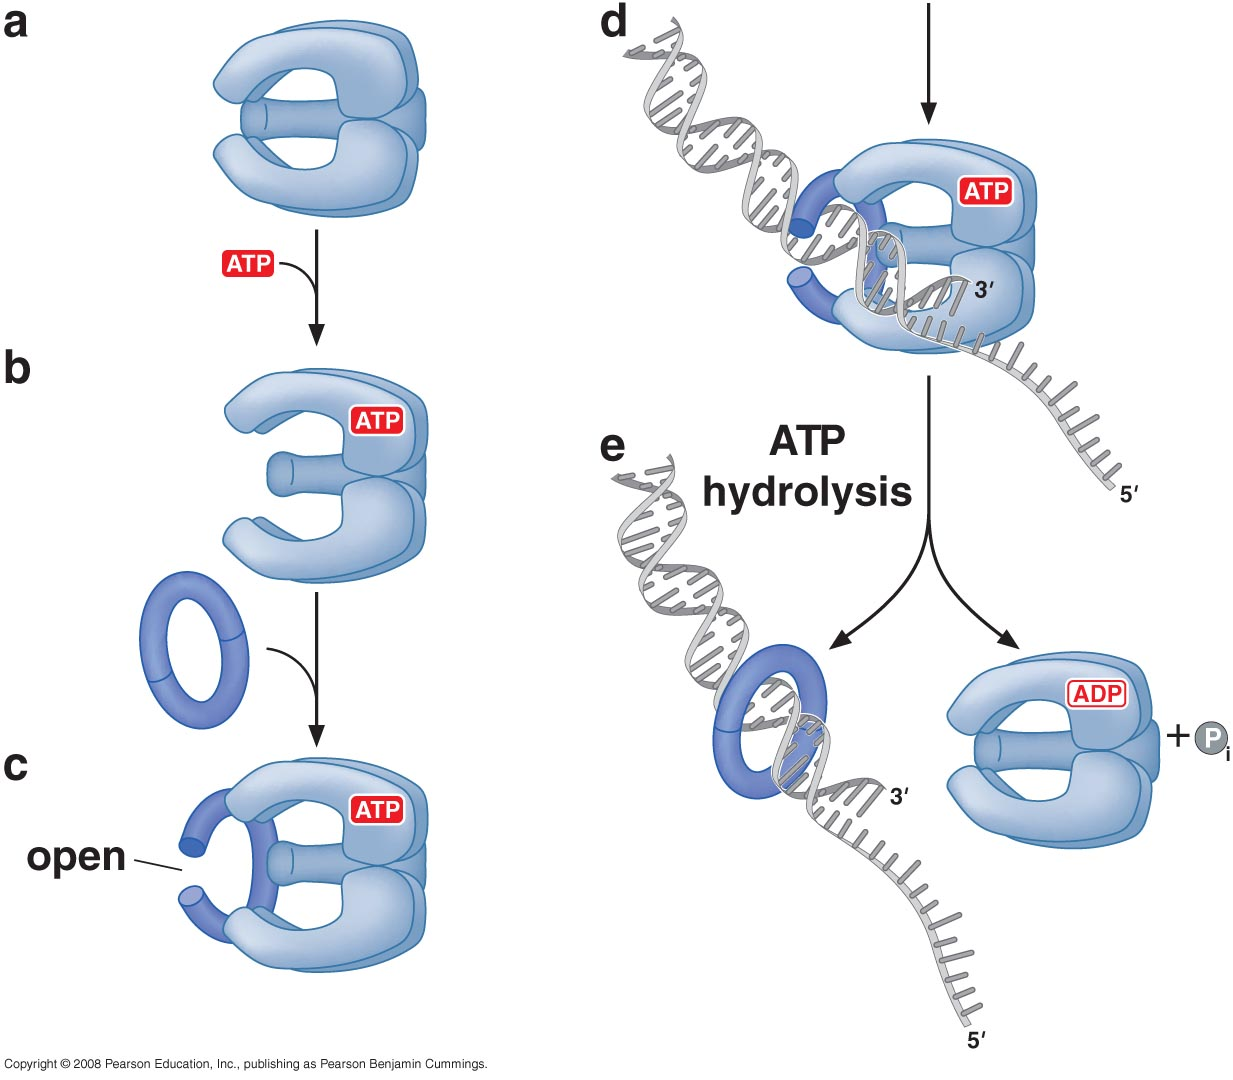 a
ATP
b
ATP
c
ATP
open
Copyright © 2008 Pearson Education, Inc., publishing as Pearson Benjamin Cummings.
d
ATP
3′
5′
ATP
hydrolysis
e
ADP
+ Pi
3′
5′